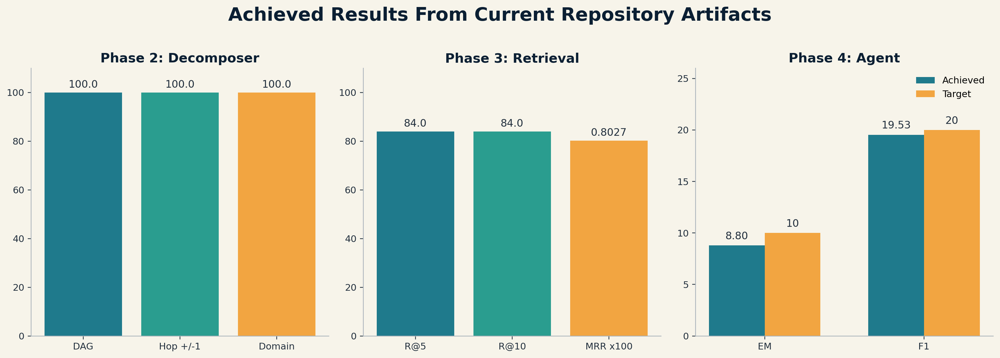 Achieved Results From Current Repository Artifacts
Phase 2: Decomposer
100.0 100.0 100.0
100
80
60
40
20
0
DAG Hop +/-1 Domain
Phase 3: Retrieval
84.0 84.0 0.8027
100
80
60
40
20
0
R@5 R@10 MRR x100
Phase 4: Agent
Achieved
Target
8.80 10 19.53 20
25
20
15
10
5
0
EM F1